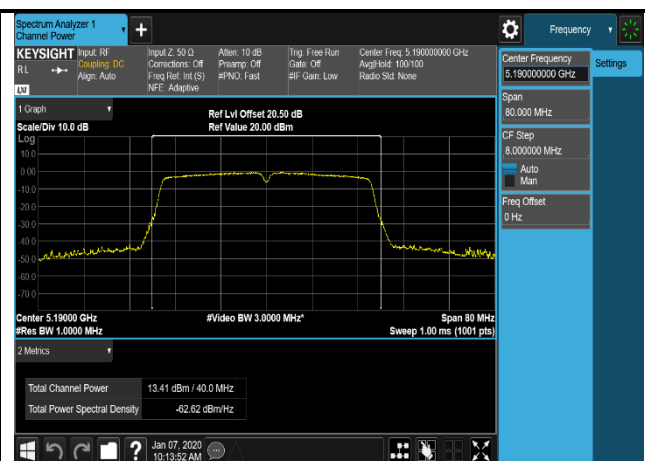 Spectrum Analyzer 1
Channel Power
Frequency
KEYSIGHT
RL
LXI
Input: RF
Coupling: DC
Align: Auto
Input Z: 50 Ω
Corrections: Off
Freq Ref: Int (S)
NFE: Adaptive
Atten: 10 dB
Preamp: Off
#PNO: Fast
Trig: Free Run
Gate: Off
#IF Gain: Low
Center Freq: 5.190000000 GHz
Avg|Hold: 100/100
Radio Std: None
Center Frequency
5.190000000 GHz
Settings
Span
80.000 MHz
CF Step
8.000000 MHz
Auto
Man
Freq Offset
0 Hz
1 Graph
Scale/Div 10.0 dB
Ref Lvl Offset 20.50 dB
Ref Value 20.00 dBm
Log
10.0
0.00
-10.0
-20.0
-30.0
-40.0
-50.0
-60.0
-70.0
Center 5.19000 GHz
#Video BW 3.0000 MHz*
Span 80 MHz
#Res BW 1.0000 MHz
Sweep 1.00 ms (1001 pts)
2 Metrics
Total Channel Power 13.41 dBm / 40.0 MHz
Total Power Spectral Density -62.62 dBm/Hz
Jan 07, 2020
10:13:52 AM